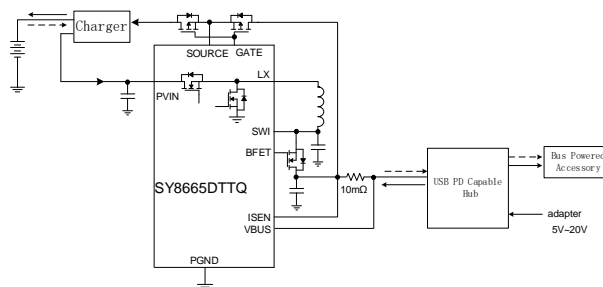 Charger
SOURCE
GATE
LX
PVIN
SWI
BFET
SY8665DTTQ
10mΩ
ISEN
VBUS
PGND
USB PD Capable
Hub
Bus Powered
Accessory
adapter
5V~20V